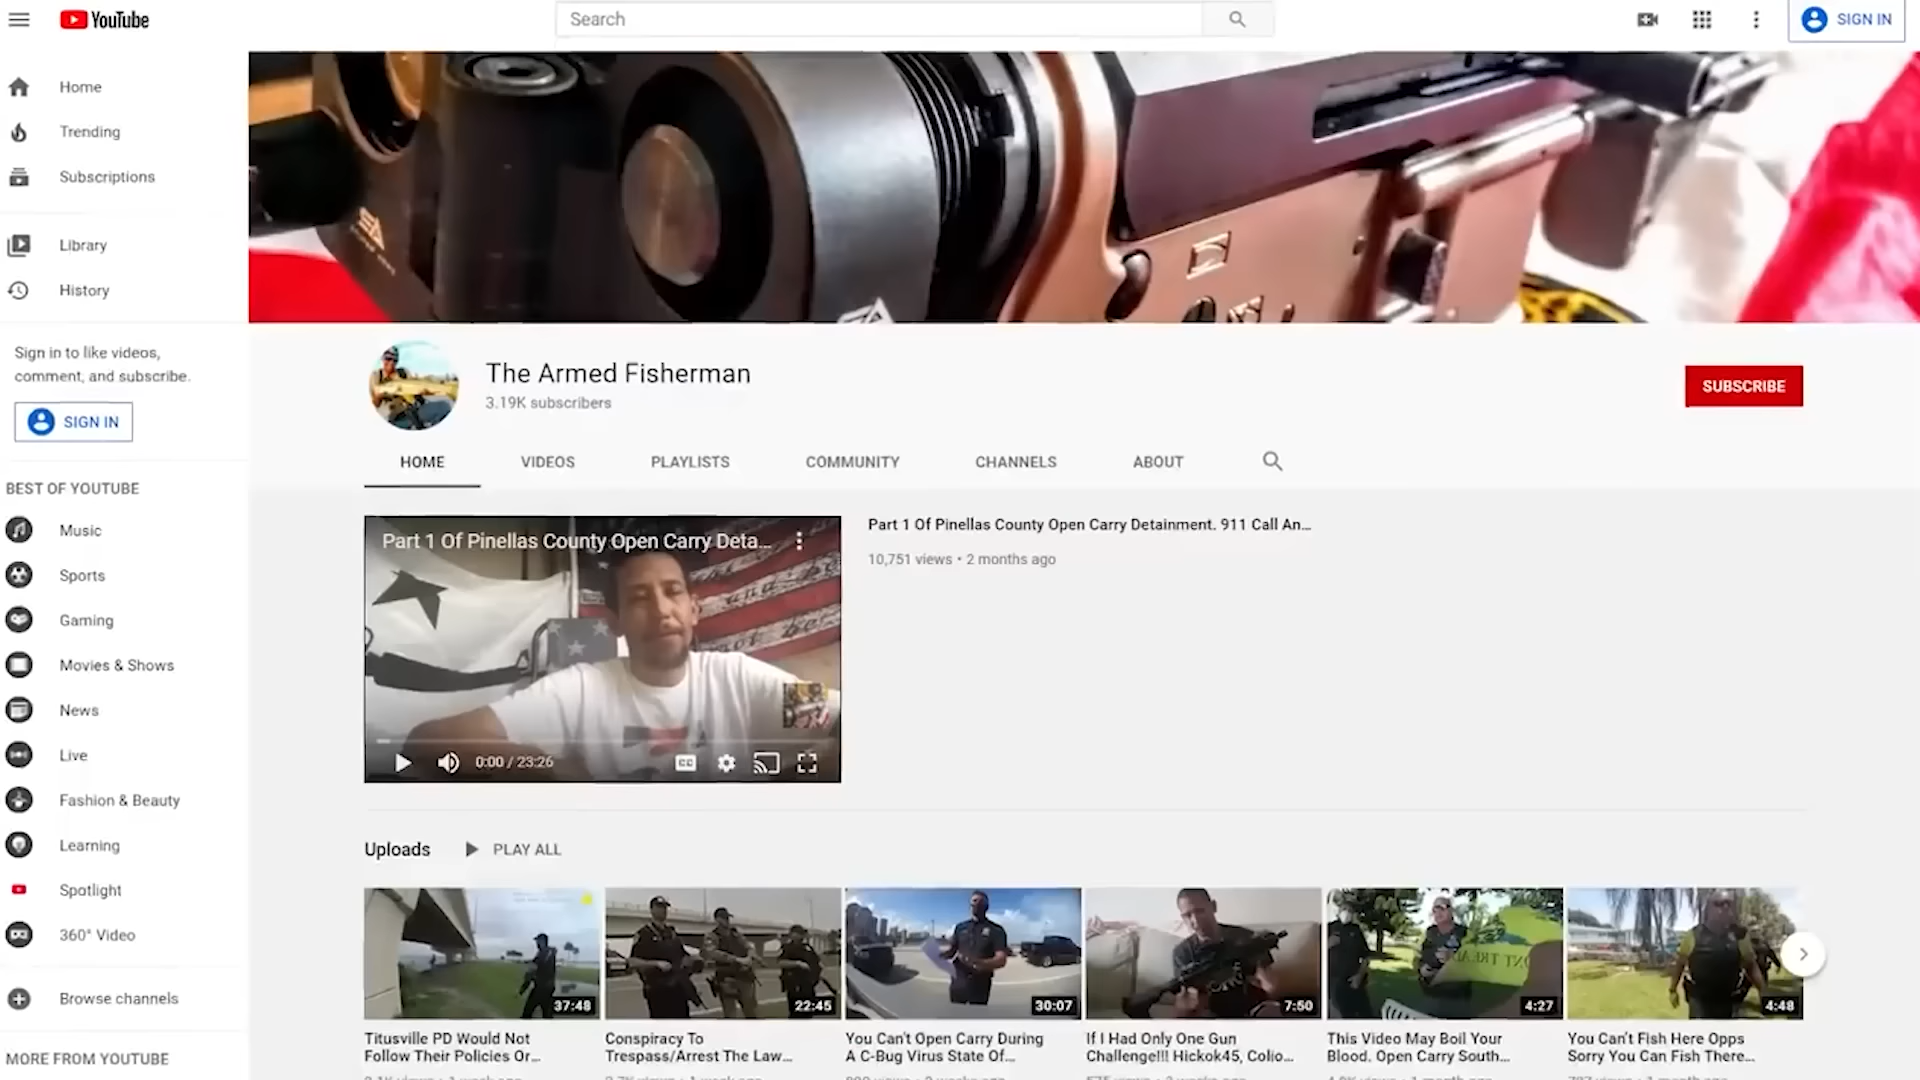 YouTube
Search
SIGN IN
Home
Trending
Subscriptions
Library
History
Sign in to like videos,
comment, and subscribe.
SIGN IN
BEST OF YOUTUBE
Music
Sports
Gaming
Movies & Shows
News
Live
Fashion & Beauty
Learning
Spotlight
360° Video
Browse channels
MORE FROM YOUTUBE
The Armed Fisherman
3.19K subscribers
SUBSCRIBE
HOME VIDEOS PLAYLISTS COMMUNITY CHANNELS ABOUT
Part 1 Of Pinellas County Open Carry Deta...
0:00 / 23:26
CC
Part 1 Of Pinellas County Open Carry Detainment. 911 Call An...
10,751 views • 2 months ago
Uploads PLAY ALL
37:48
Titusville PD Would Not
Follow Their Policies Or...
22:45
Conspiracy To
Trespass/Arrest The Law...
30:07
You Can't Open Carry During
A C-Bug Virus State Of...
7:50
If I Had Only One Gun
Challenge!!! Hickok45, Colio...
4:27
This Video May Boil Your
Blood. Open Carry South...
4:48
You Can't Fish Here Opps
Sorry You Can Fish There...